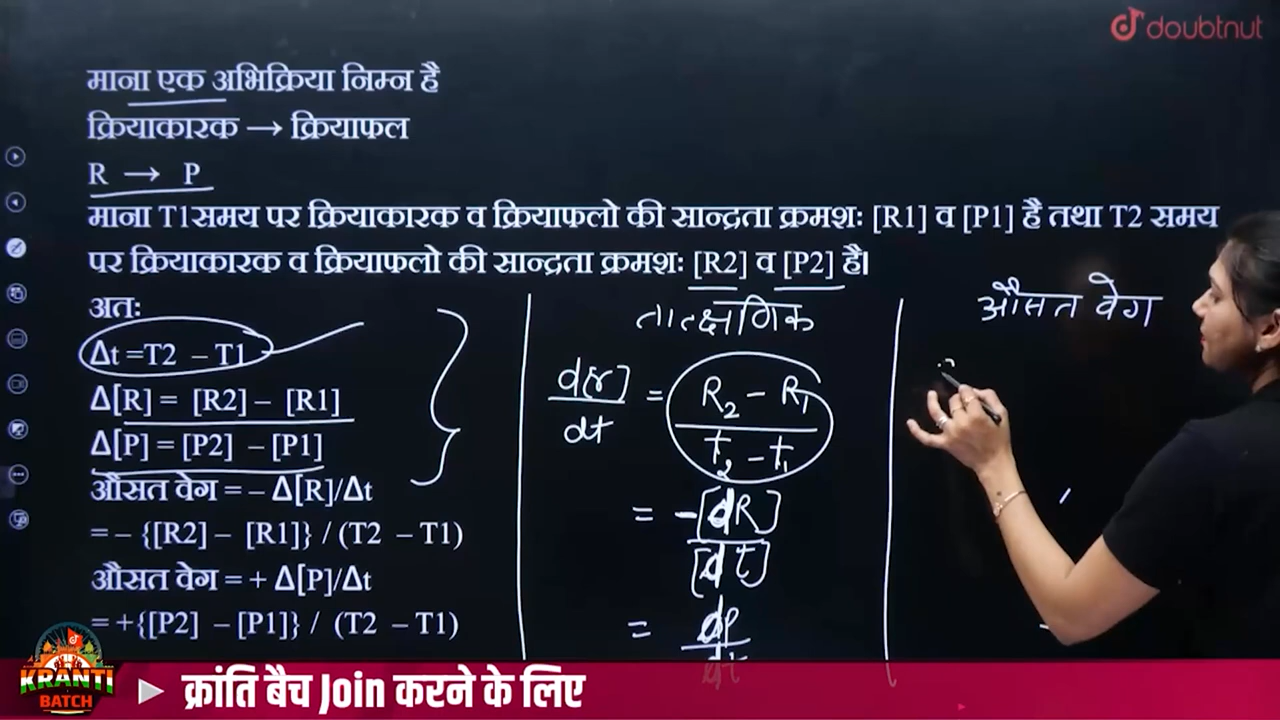 doubtnut
माना एक अभिक्रिया निम्न है
क्रियाकारक → क्रियाफल
R → P
माना T1समय पर क्रियाकारक व क्रियाफलो की सान्द्रता क्रमशः [R1] व [P1] है तथा T2 समय
पर क्रियाकारक व क्रियाफलो की सान्द्रता क्रमशः [R2] व [P2] है।
अतः
Δt =T2 – T1
Δ[R] = [R2] – [R1]
Δ[P] = [P2] – [P1]
औसत वेग = – Δ[R]/Δt
= – {[R2] – [R1]} / (T2 – T1)
औसत वेग = + Δ[P]/Δt
= +{[P2] – [P1]} / (T2 – T1)
तात्क्षणिक
d[r]/dt = R₂ – R₁ / t₂ – t₁
= –[dR]
[dt]
= dP
dt
औसत वेग
KRANTI
BATCH
क्रांति बैच Join करने के लिए